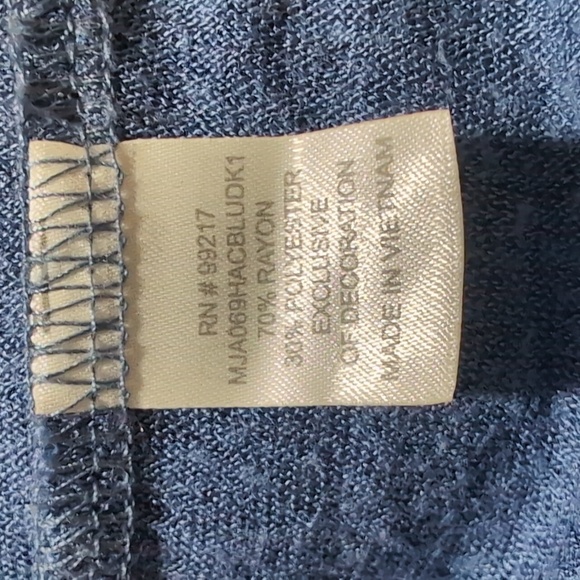 RN # 99217
MJA069HACBLUDK1
70% RAYON
30% POLYESTER
EXCLUSIVE
OF DECORATION
MADE IN VIETNAM